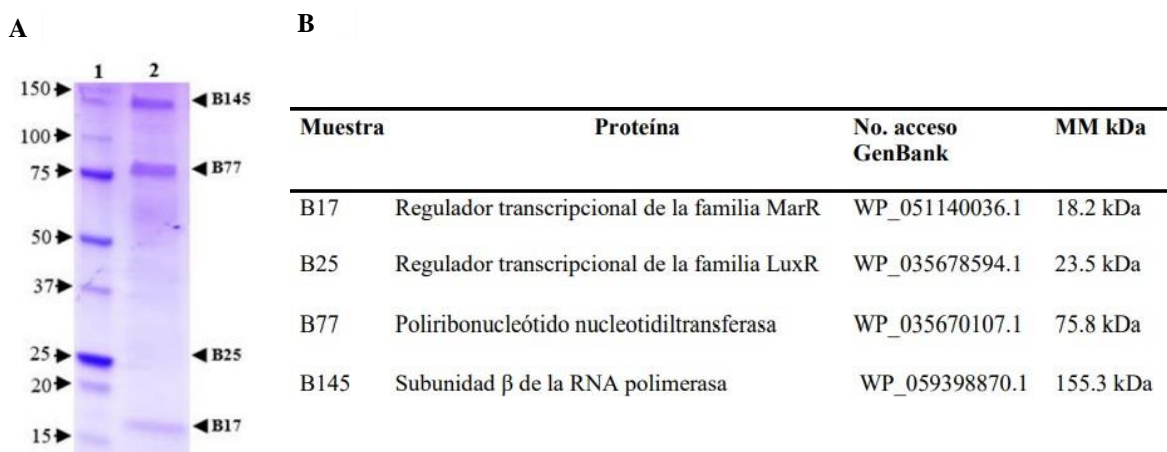 A
B
1 2
150
B145
100
75
B77
50
37
25
B25
20
15
B17
Muestra Proteína No. acceso GenBank MM kDa
B17 Regulador transcripcional de la familia MarR WP_051140036.1 18.2 kDa
B25 Regulador transcripcional de la familia LuxR WP_035678594.1 23.5 kDa
B77 Poliribonucleótido nucleotidiltransferasa WP_035670107.1 75.8 kDa
B145 Subunidad β de la RNA polimerasa WP_059398870.1 155.3 kDa